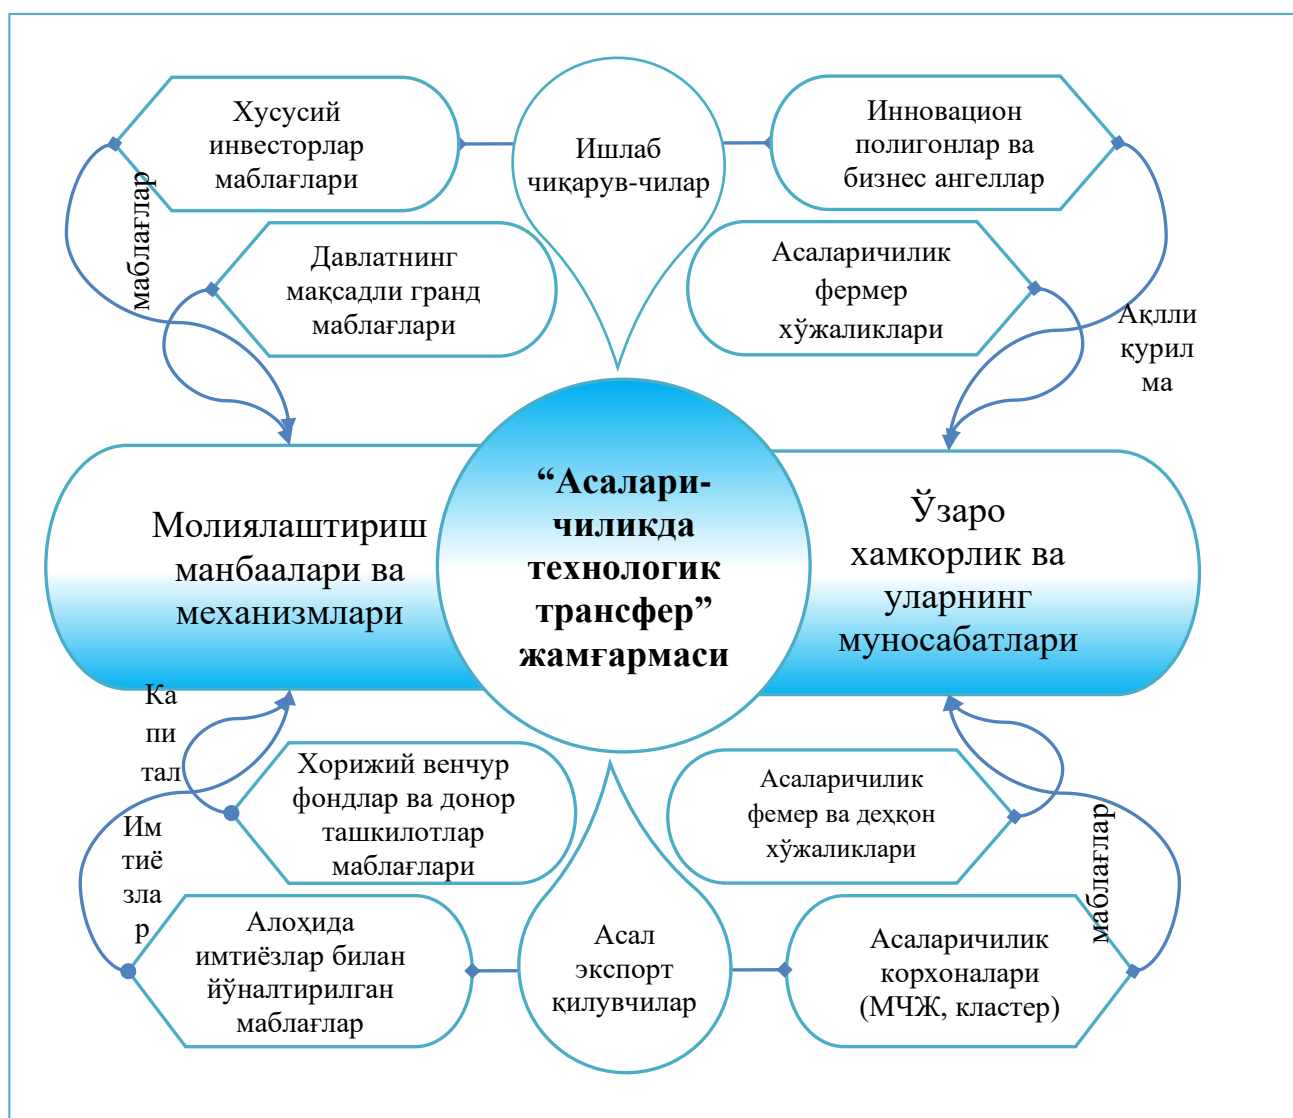 Хусусий
инвесторлар
маблағлари
Ишлаб
чиқарув-чилар
Инновацион
полигонлар ва
бизнес ангеллар
маблағлар
Давлатнинг
мақсадли гранд
маблағлари
Асаларичилик
фермер
хўжаликлари
Ақлли
қурил
ма
Молиялаштириш
манбаалари ва
механизмлари
“Асалари-
чиликда
технологик
трансфер”
жамғармаси
Ўзаро
хамкорлик ва
уларнинг
муносабатлари
Ка
пи
тал
Хорижий венчур
фондлар ва донор
ташкилотлар
маблағлари
Асаларичилик
фемер ва деҳқон
хўжаликлари
Им
тиё
зла
р
маблағлар
Алоҳида
имтиёзлар билан
йўналтирилган
маблағлар
Асал
экспорт
қилувчилар
Асаларичилик
корхоналари
(МЧЖ, кластер)